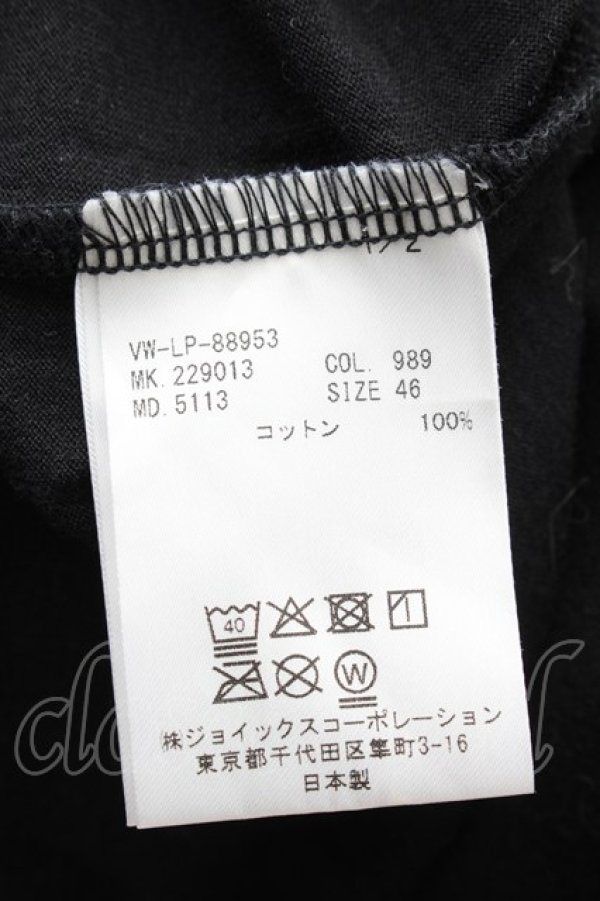 1/2
VW-LP-88953
MK. 229013 COL. 989
MD. 5113 SIZE 46
コットン 100%
40
W
㈱ジョイックスコーポレーション
東京都千代田区隼町3-16
日本製